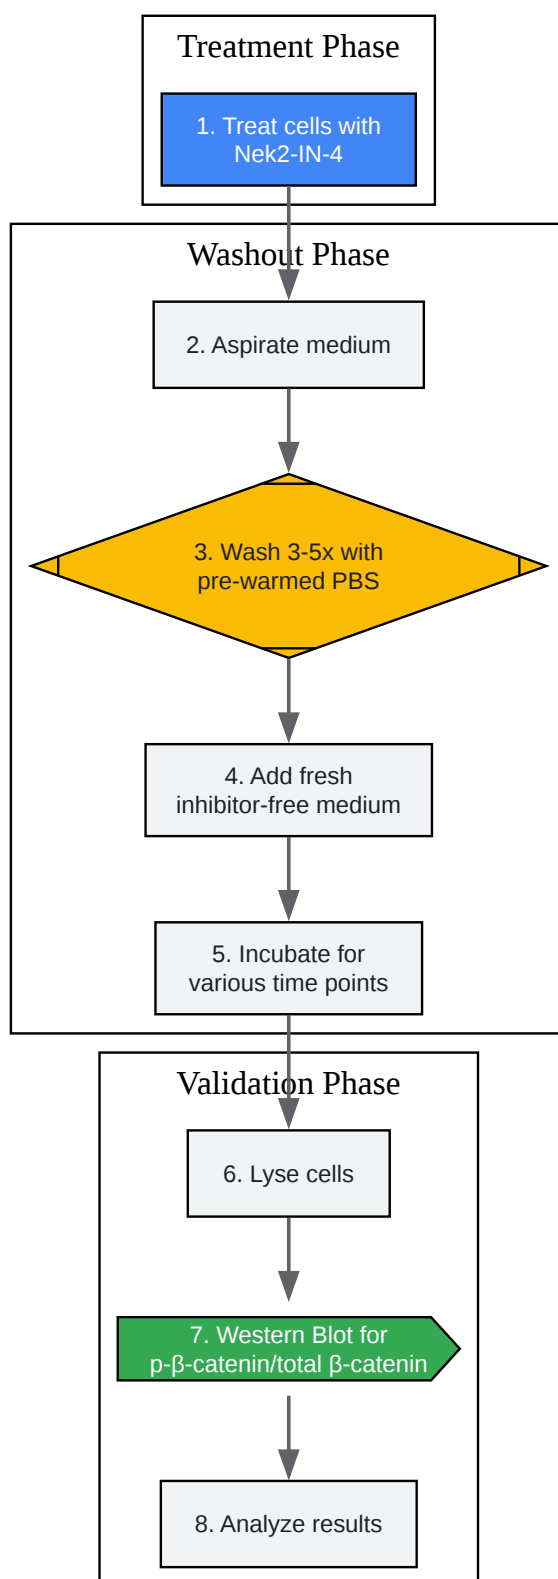 Treatment Phase
1. Treat cells with
Nek2-IN-4
Washout Phase
2. Aspirate medium
3. Wash 3-5x with
pre-warmed PBS
4. Add fresh
inhibitor-free medium
5. Incubate for
various time points
Validation Phase
6. Lyse cells
7. Western Blot for
p-β-catenin/total β-catenin
8. Analyze results